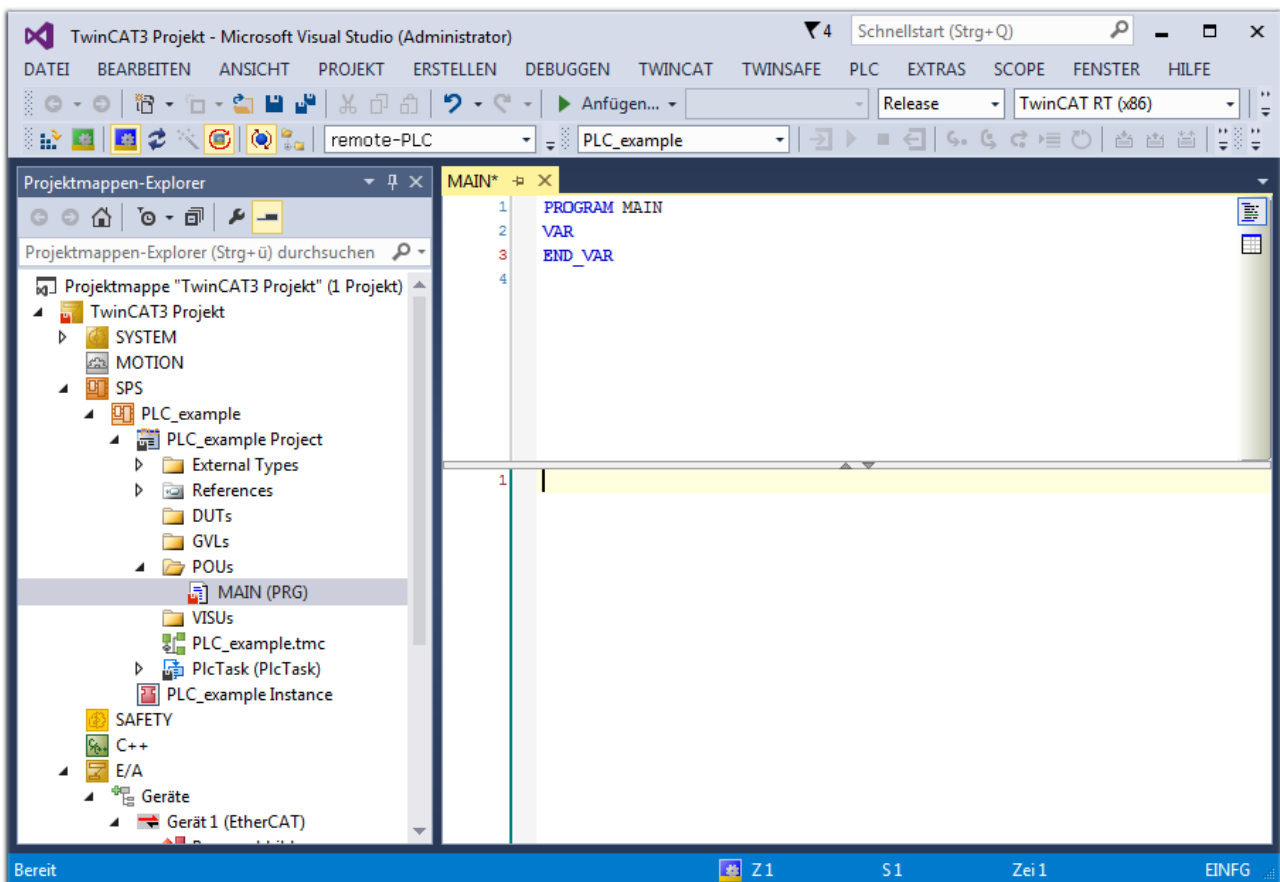 TwinCAT3 Projekt - Microsoft Visual Studio (Administrator) 4 Schnellstart (Strg+Q)
DATEI BEARBEITEN ANSICHT PROJEKT ERSTELLEN DEBUGGEN TWINCAT TWINSAFE PLC EXTRAS SCOPE FENSTER HILFE
Anfügen... Release TwinCAT RT (x86)
remote-PLC PLC_example
Projektmappen-Explorer
Projektmappen-Explorer (Strg+ü) durchsuchen
Projektmappe "TwinCAT3 Projekt" (1 Projekt)
TwinCAT3 Projekt
SYSTEM
MOTION
SPS
PLC_example
PLC_example Project
External Types
References
DUTs
GVLs
POUs
MAIN (PRG)
VISUs
PLC_example.tmc
PlcTask (PlcTask)
PLC_example Instance
SAFETY
C++
E/A
Geräte
Gerät 1 (EtherCAT)
MAIN*
1 PROGRAM MAIN
2 VAR
3 END_VAR
4
1
Bereit Z 1 S 1 Zei 1 EINFG